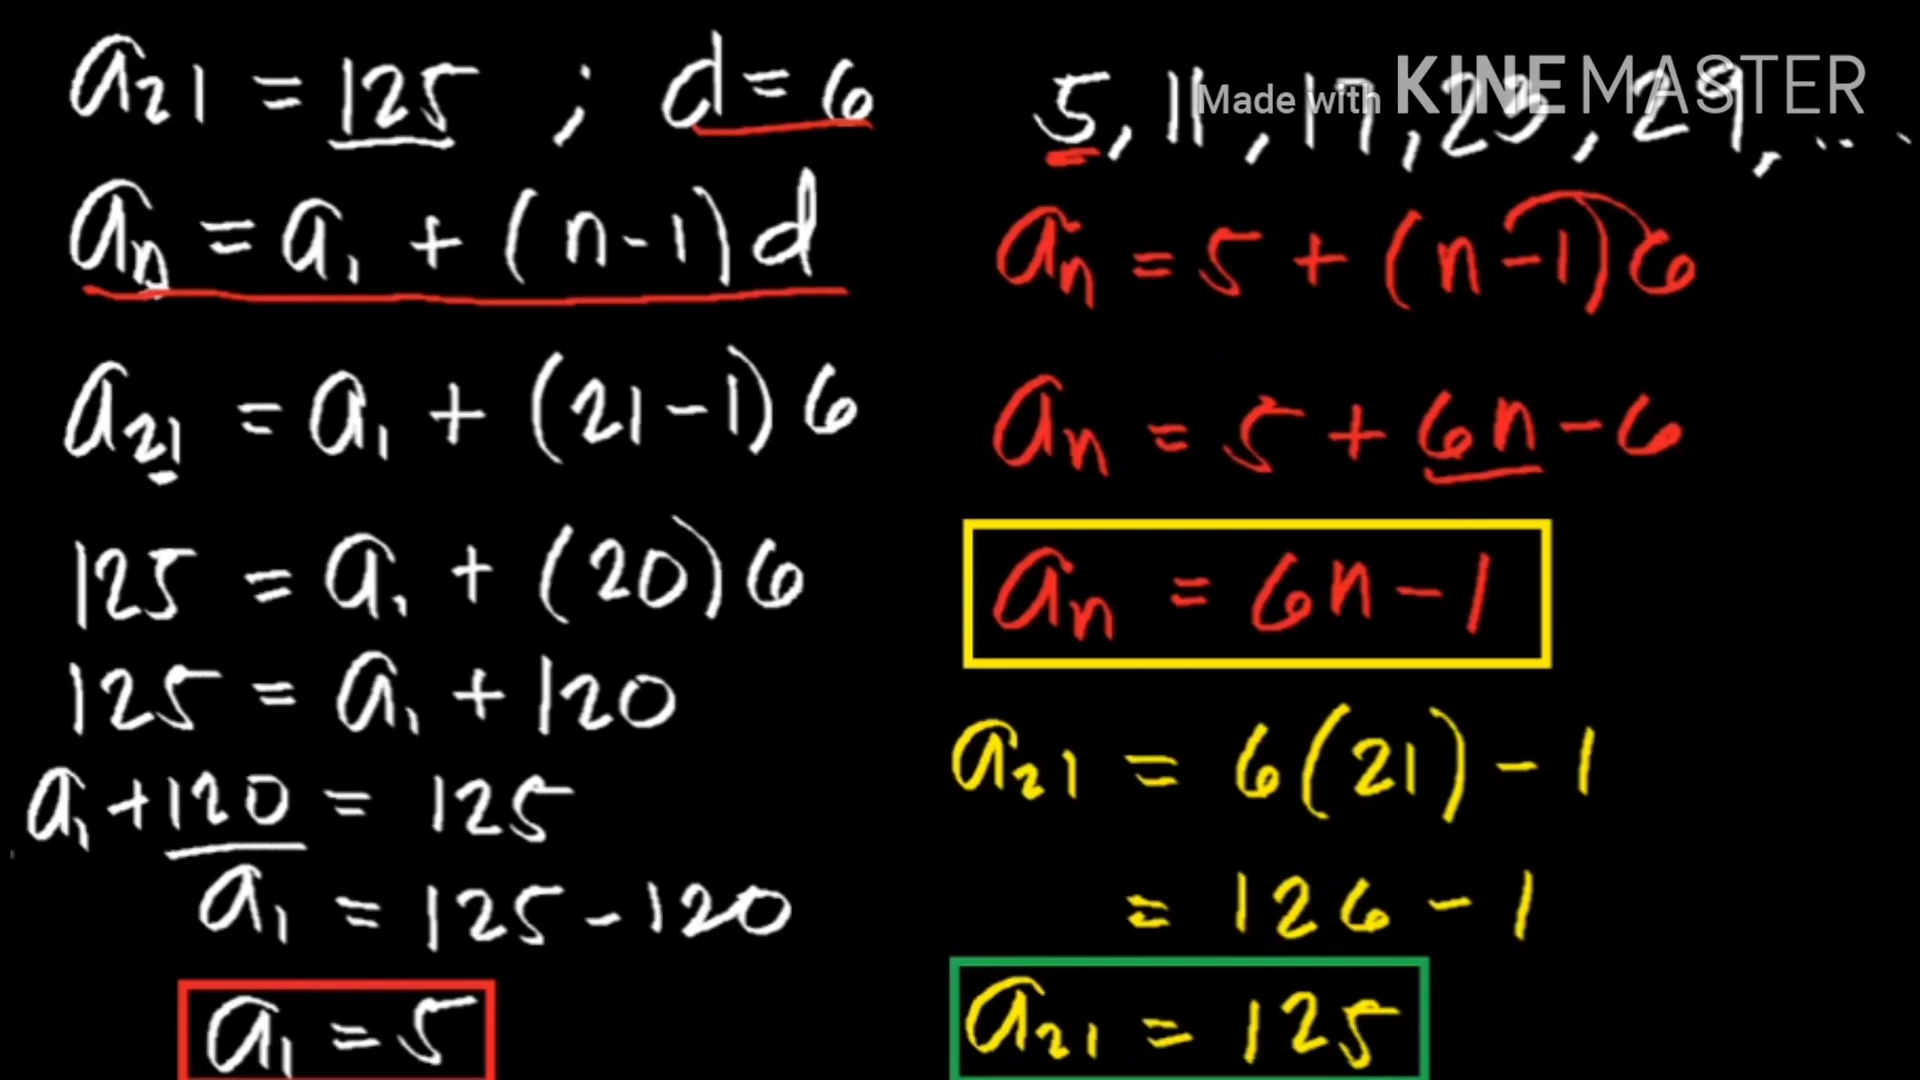 a₂₁ = 125 ; d = 6
aₙ = a₁ + (n-1)d
a₂₁ = a₁ + (21-1)6
125 = a₁ + (20)6
125 = a₁ + 120
a₁ + 120 = 125
a₁ = 125 - 120
a₁ = 5
Made with KINEMASTER
5, 11, 17, 23, 29, ...
aₙ = 5 + (n-1)6
aₙ = 5 + 6n - 6
aₙ = 6n - 1
a₂₁ = 6(21) - 1
= 126 - 1
a₂₁ = 125